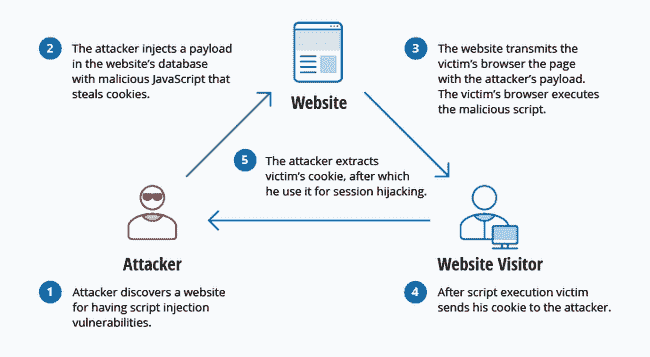 2
The attacker injects a payload
in the website's database
with malicious JavaScript that
steals cookies.
Website
3
The website transmits the
victim's browser the page
with the attacker's payload.
The victim's browser executes
the malicious script.
5
The attacker extracts
victim's cookie, after which
he use it for session hijacking.
Attacker
1
Attacker discovers a website
for having script injection
vulnerabilities.
Website Visitor
4
After script execution victim
sends his cookie to the attacker.